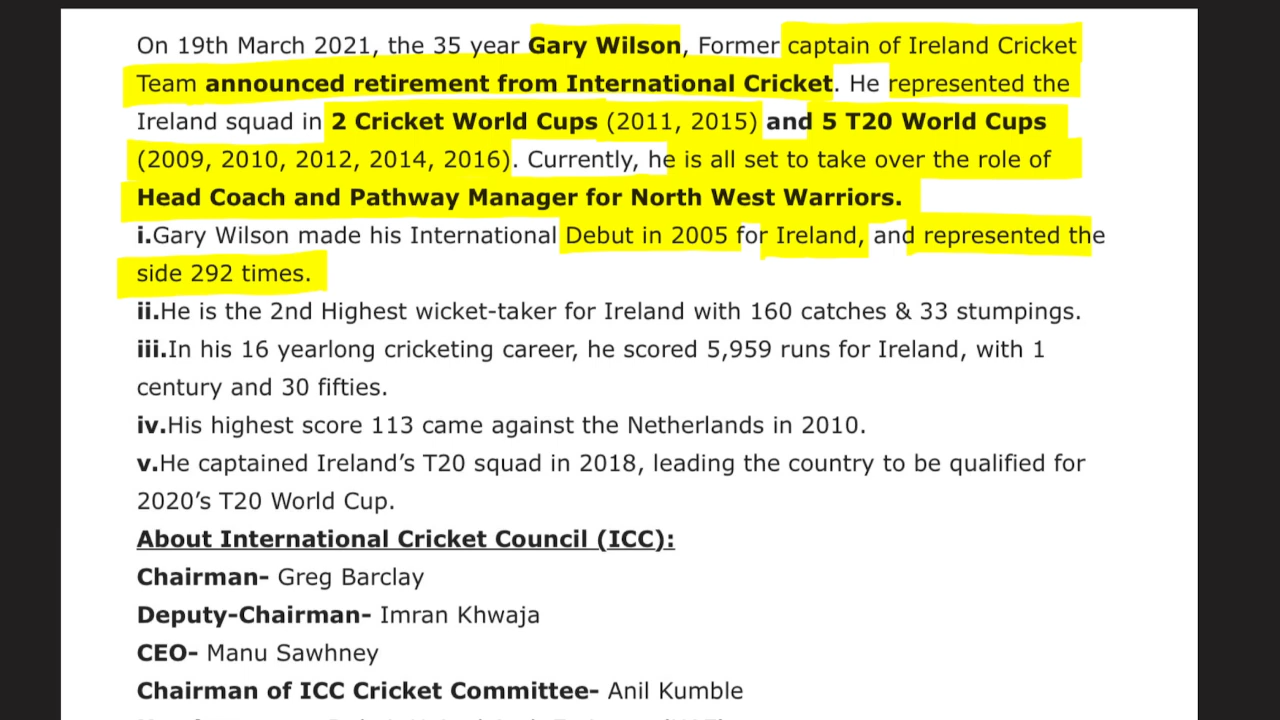 On 19th March 2021, the 35 year Gary Wilson, Former captain of Ireland Cricket
Team announced retirement from International Cricket. He represented the
Ireland squad in 2 Cricket World Cups (2011, 2015) and 5 T20 World Cups
(2009, 2010, 2012, 2014, 2016). Currently, he is all set to take over the role of
Head Coach and Pathway Manager for North West Warriors.
i.Gary Wilson made his International Debut in 2005 for Ireland, and represented the
side 292 times.
ii.He is the 2nd Highest wicket-taker for Ireland with 160 catches & 33 stumpings.
iii.In his 16 yearlong cricketing career, he scored 5,959 runs for Ireland, with 1
century and 30 fifties.
iv.His highest score 113 came against the Netherlands in 2010.
v.He captained Ireland’s T20 squad in 2018, leading the country to be qualified for
2020’s T20 World Cup.
About International Cricket Council (ICC):
Chairman- Greg Barclay
Deputy-Chairman- Imran Khwaja
CEO- Manu Sawhney
Chairman of ICC Cricket Committee- Anil Kumble